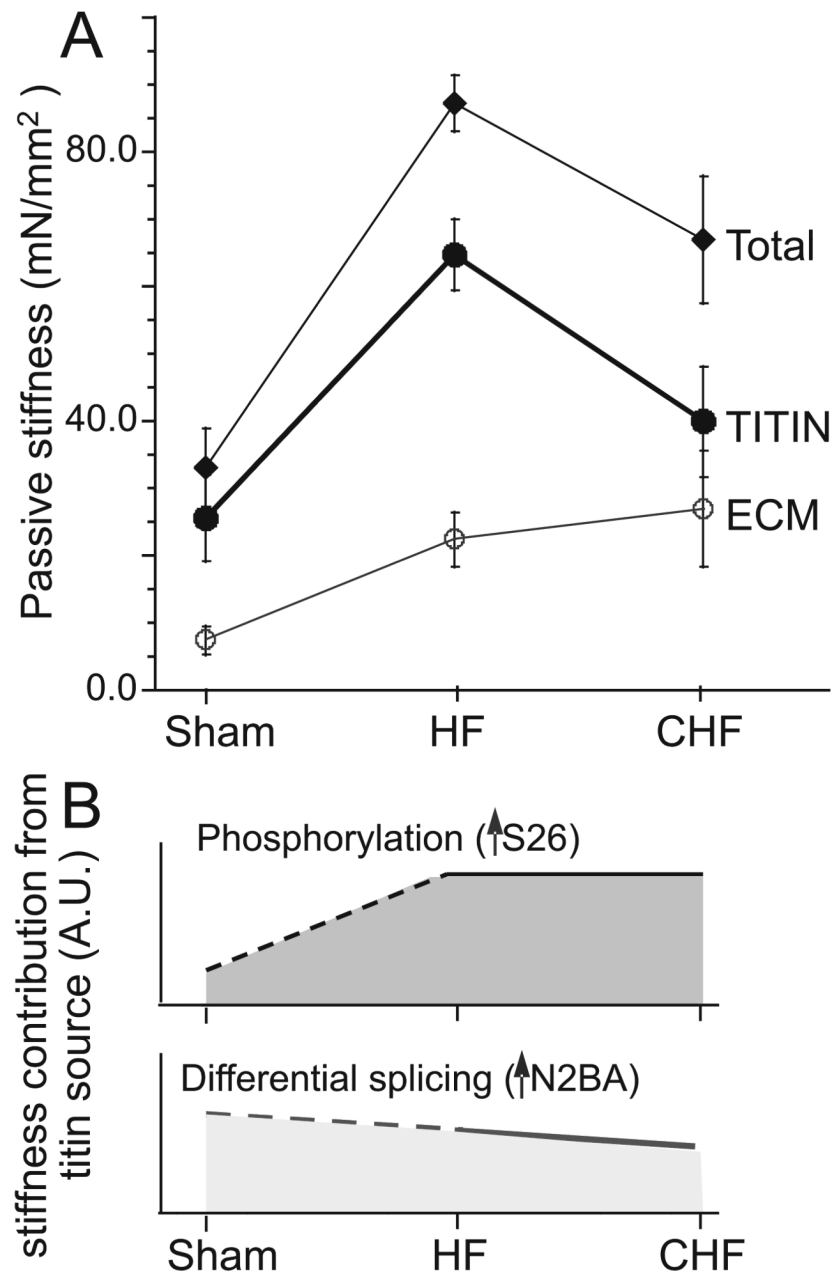 A
Passive stiffness (mN/mm²)
80.0
40.0
0.0
Total
TITIN
ECM
Sham HF CHF
B
stiffness contribution from
titin source (A.U.)
Phosphorylation (↑S26)
Differential splicing (↑N2BA)
Sham HF CHF